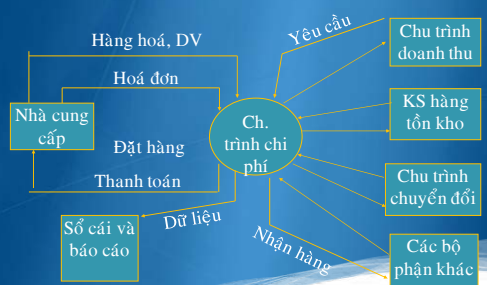 Hàng hoá, DV
Yêu cầu
Chu trình
doanh thu
Hoá đơn
Nhà cung
cấp
Ch.
trình chi
phí
KS hàng
tồn kho
Đặt hàng
Thanh toán
Chu trình
chuyển đổi
Sổ cái và
báo cáo
Dữ liệu
Nhận hàng
Các bộ
phận khác